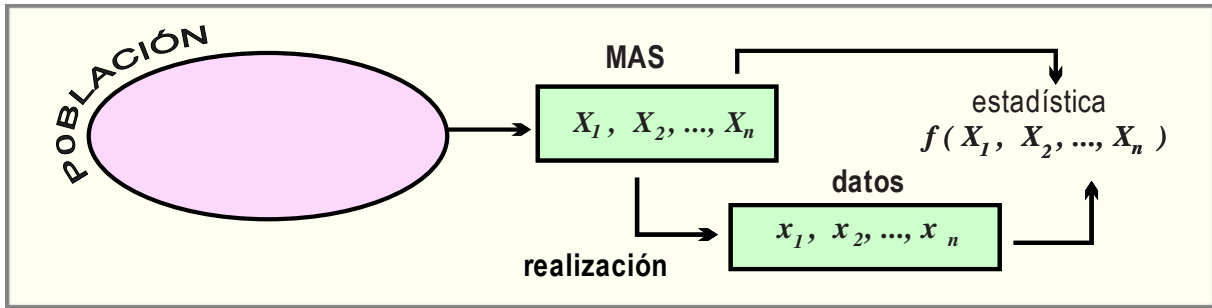 POBLACIÓN
MAS
X1, X2, ..., Xn
estadística
f ( X1, X2, ..., Xn )
datos
x1, x2, ..., x n
realización